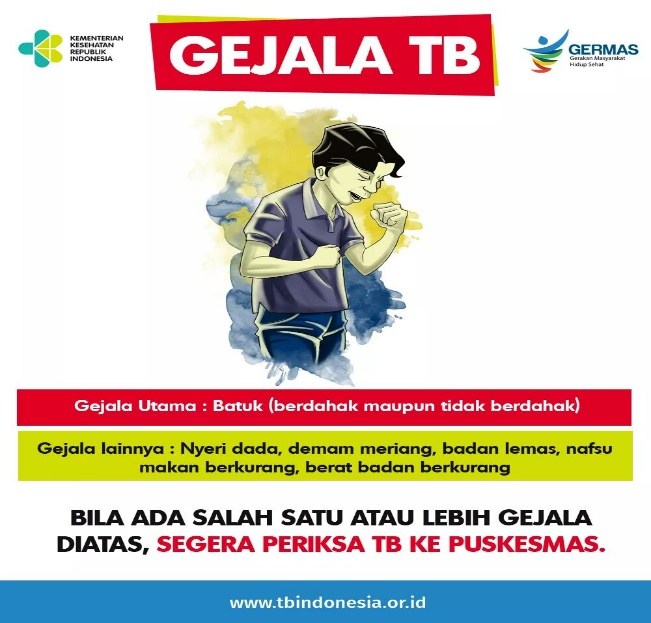 KEMENTERIAN
KESEHATAN
REPUBLIK
INDONESIA
GEJALA TB
GERMAS
Gerakan Masyarakat
Hidup Sehat
Gejala Utama : Batuk (berdahak maupun tidak berdahak)
Gejala lainnya : Nyeri dada, demam meriang, badan lemas, nafsu
makan berkurang, berat badan berkurang
BILA ADA SALAH SATU ATAU LEBIH GEJALA
DIATAS, SEGERA PERIKSA TB KE PUSKESMAS.
www.tbindonesia.or.id